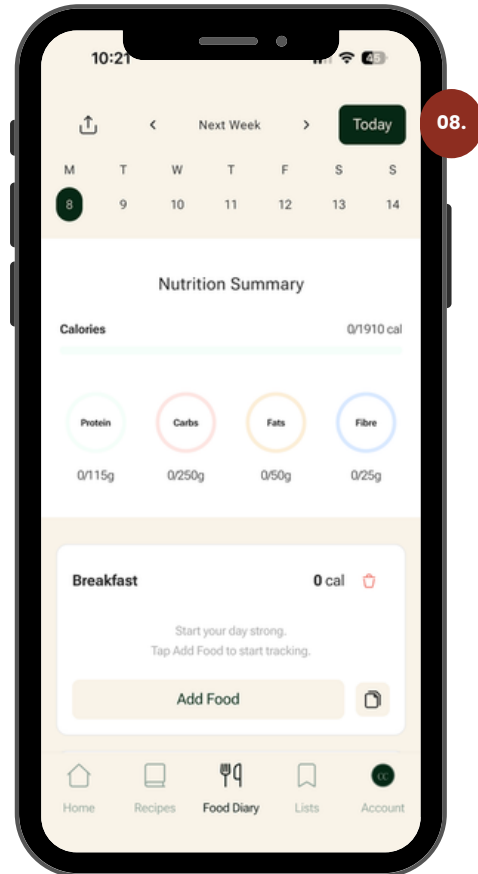 10:21
45
Next Week
Today
08.
M T W T F S S
8 9 10 11 12 13 14
Nutrition Summary
Calories 0/1910 cal
Protein Carbs Fats Fibre
0/115g 0/250g 0/50g 0/25g
Breakfast 0 cal
Start your day strong.
Tap Add Food to start tracking.
Add Food
CC
Home Recipes Food Diary Lists Account